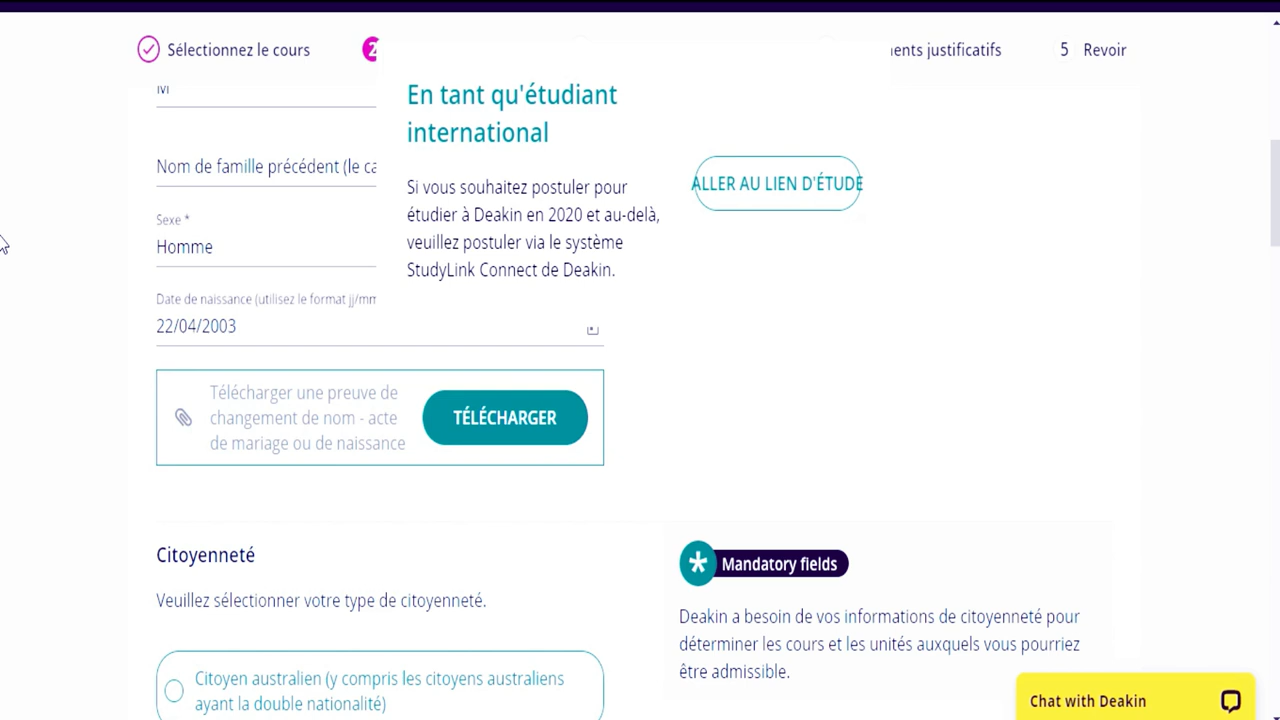 Sélectionnez le cours
2
ents justificatifs
5 Revoir
M
Nom de famille précédent (le ca
Sexe *
Homme
Date de naissance (utilisez le format jj/mm
22/04/2003
En tant qu'étudiant
international
Si vous souhaitez postuler pour
étudier à Deakin en 2020 et au-delà,
veuillez postuler via le système
StudyLink Connect de Deakin.
ALLER AU LIEN D'ÉTUDE
Télécharger une preuve de
changement de nom - acte
de mariage ou de naissance
TÉLÉCHARGER
Citoyenneté
Veuillez sélectionner votre type de citoyenneté.
Citoyen australien (y compris les citoyens australiens
ayant la double nationalité)
* Mandatory fields
Deakin a besoin de vos informations de citoyenneté pour
déterminer les cours et les unités auxquels vous pourriez
être admissible.
Chat with Deakin